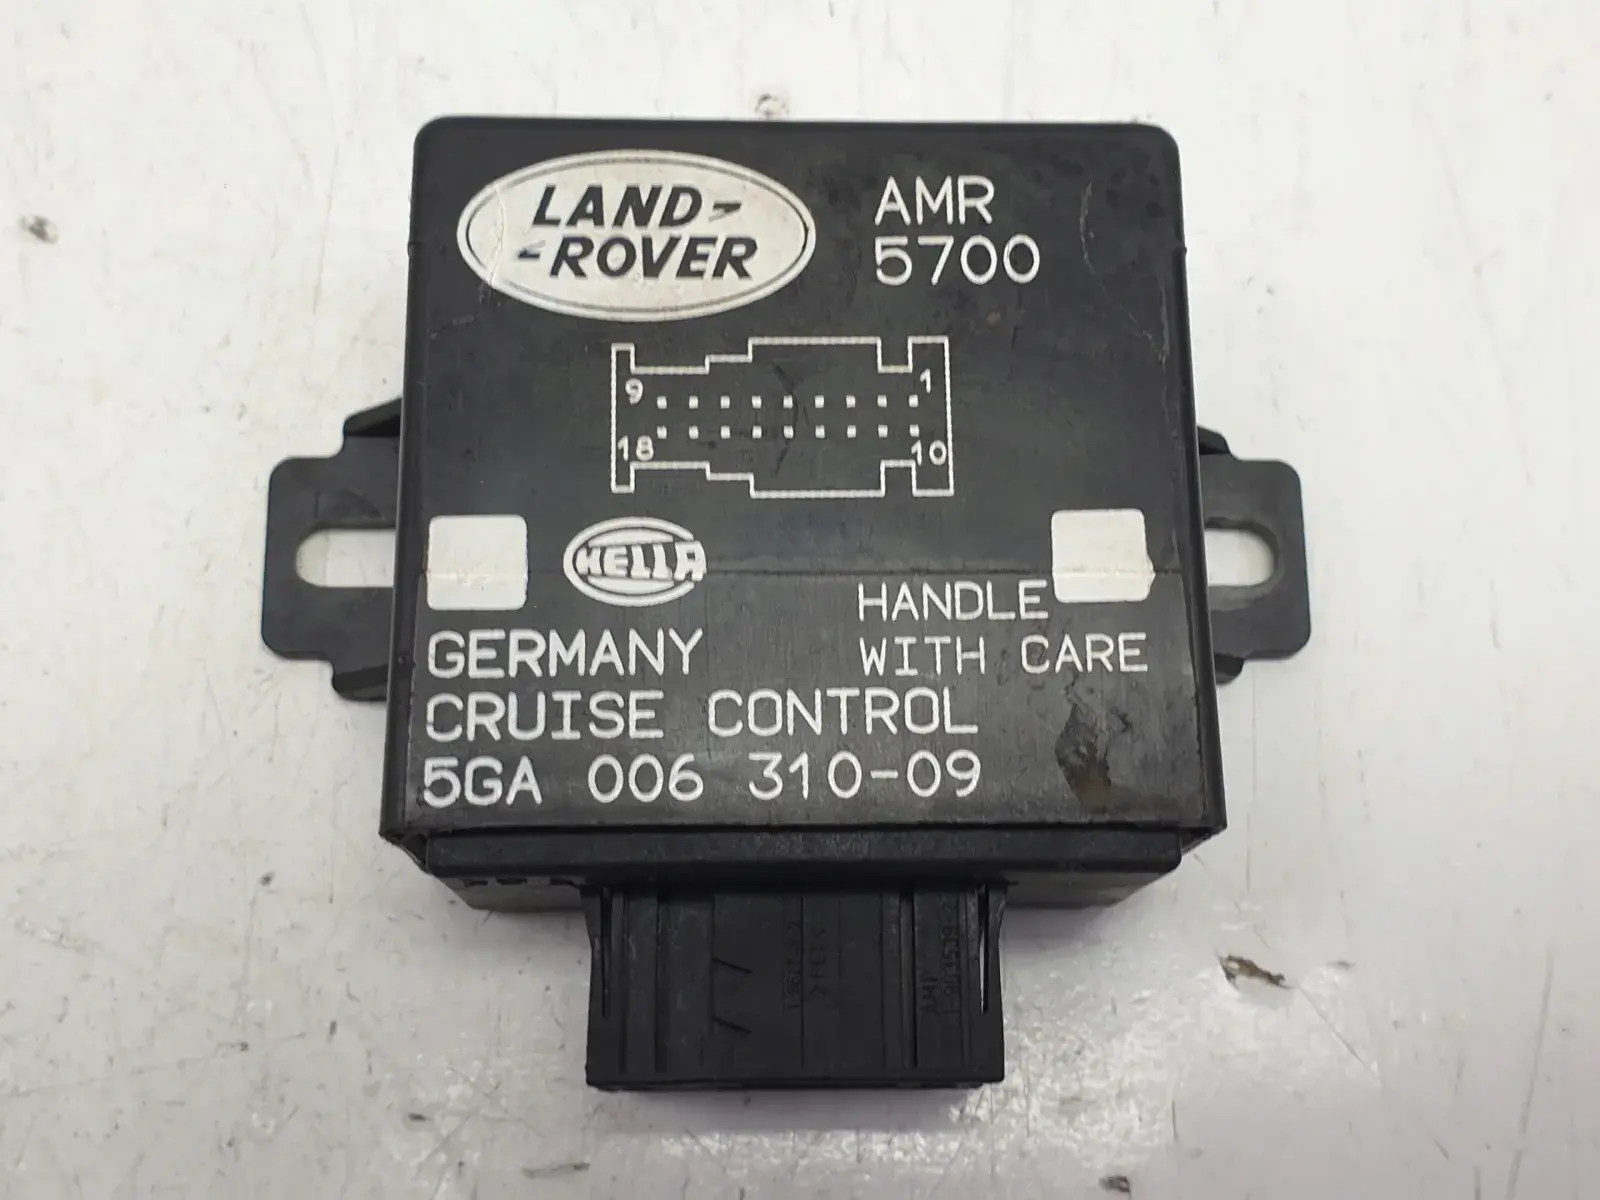 LAND-
-ROVER
AMR
5700
9
1
18
10
HELLA
HANDLE
WITH CARE
GERMANY
CRUISE CONTROL
5GA 006 310-09
AMP